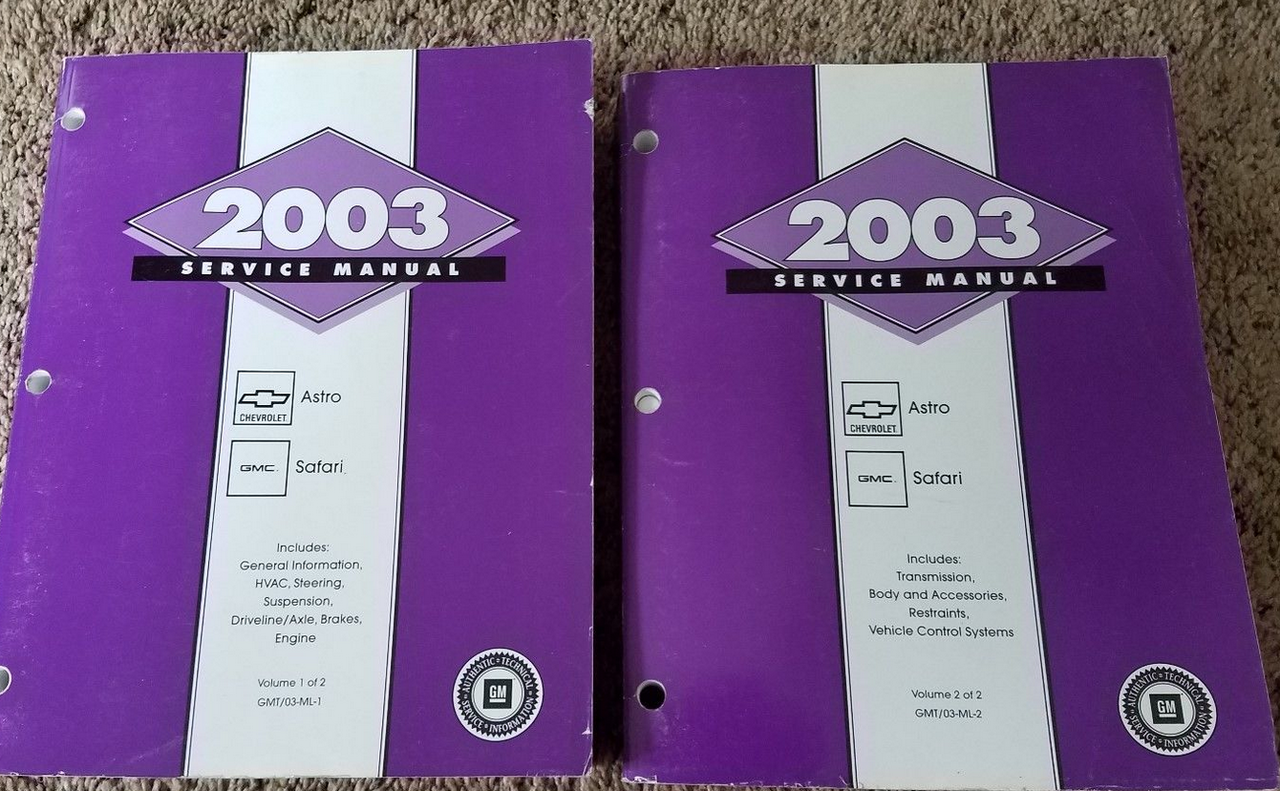 2003
SERVICE MANUAL
CHEVROLET
Astro
GMC
Safari
Includes:
General Information,
HVAC, Steering,
Suspension,
Driveline/Axle, Brakes,
Engine
Volume 1 of 2
GMT/03-ML-1
AUTHENTIC • TECHNICAL
GM
SERVICE • INFORMATION
2003
SERVICE MANUAL
CHEVROLET
Astro
GMC
Safari
Includes:
Transmission,
Body and Accessories,
Restraints,
Vehicle Control Systems
Volume 2 of 2
GMT/03-ML-2
AUTHENTIC • TECHNICAL
GM
SERVICE • INFORMATION